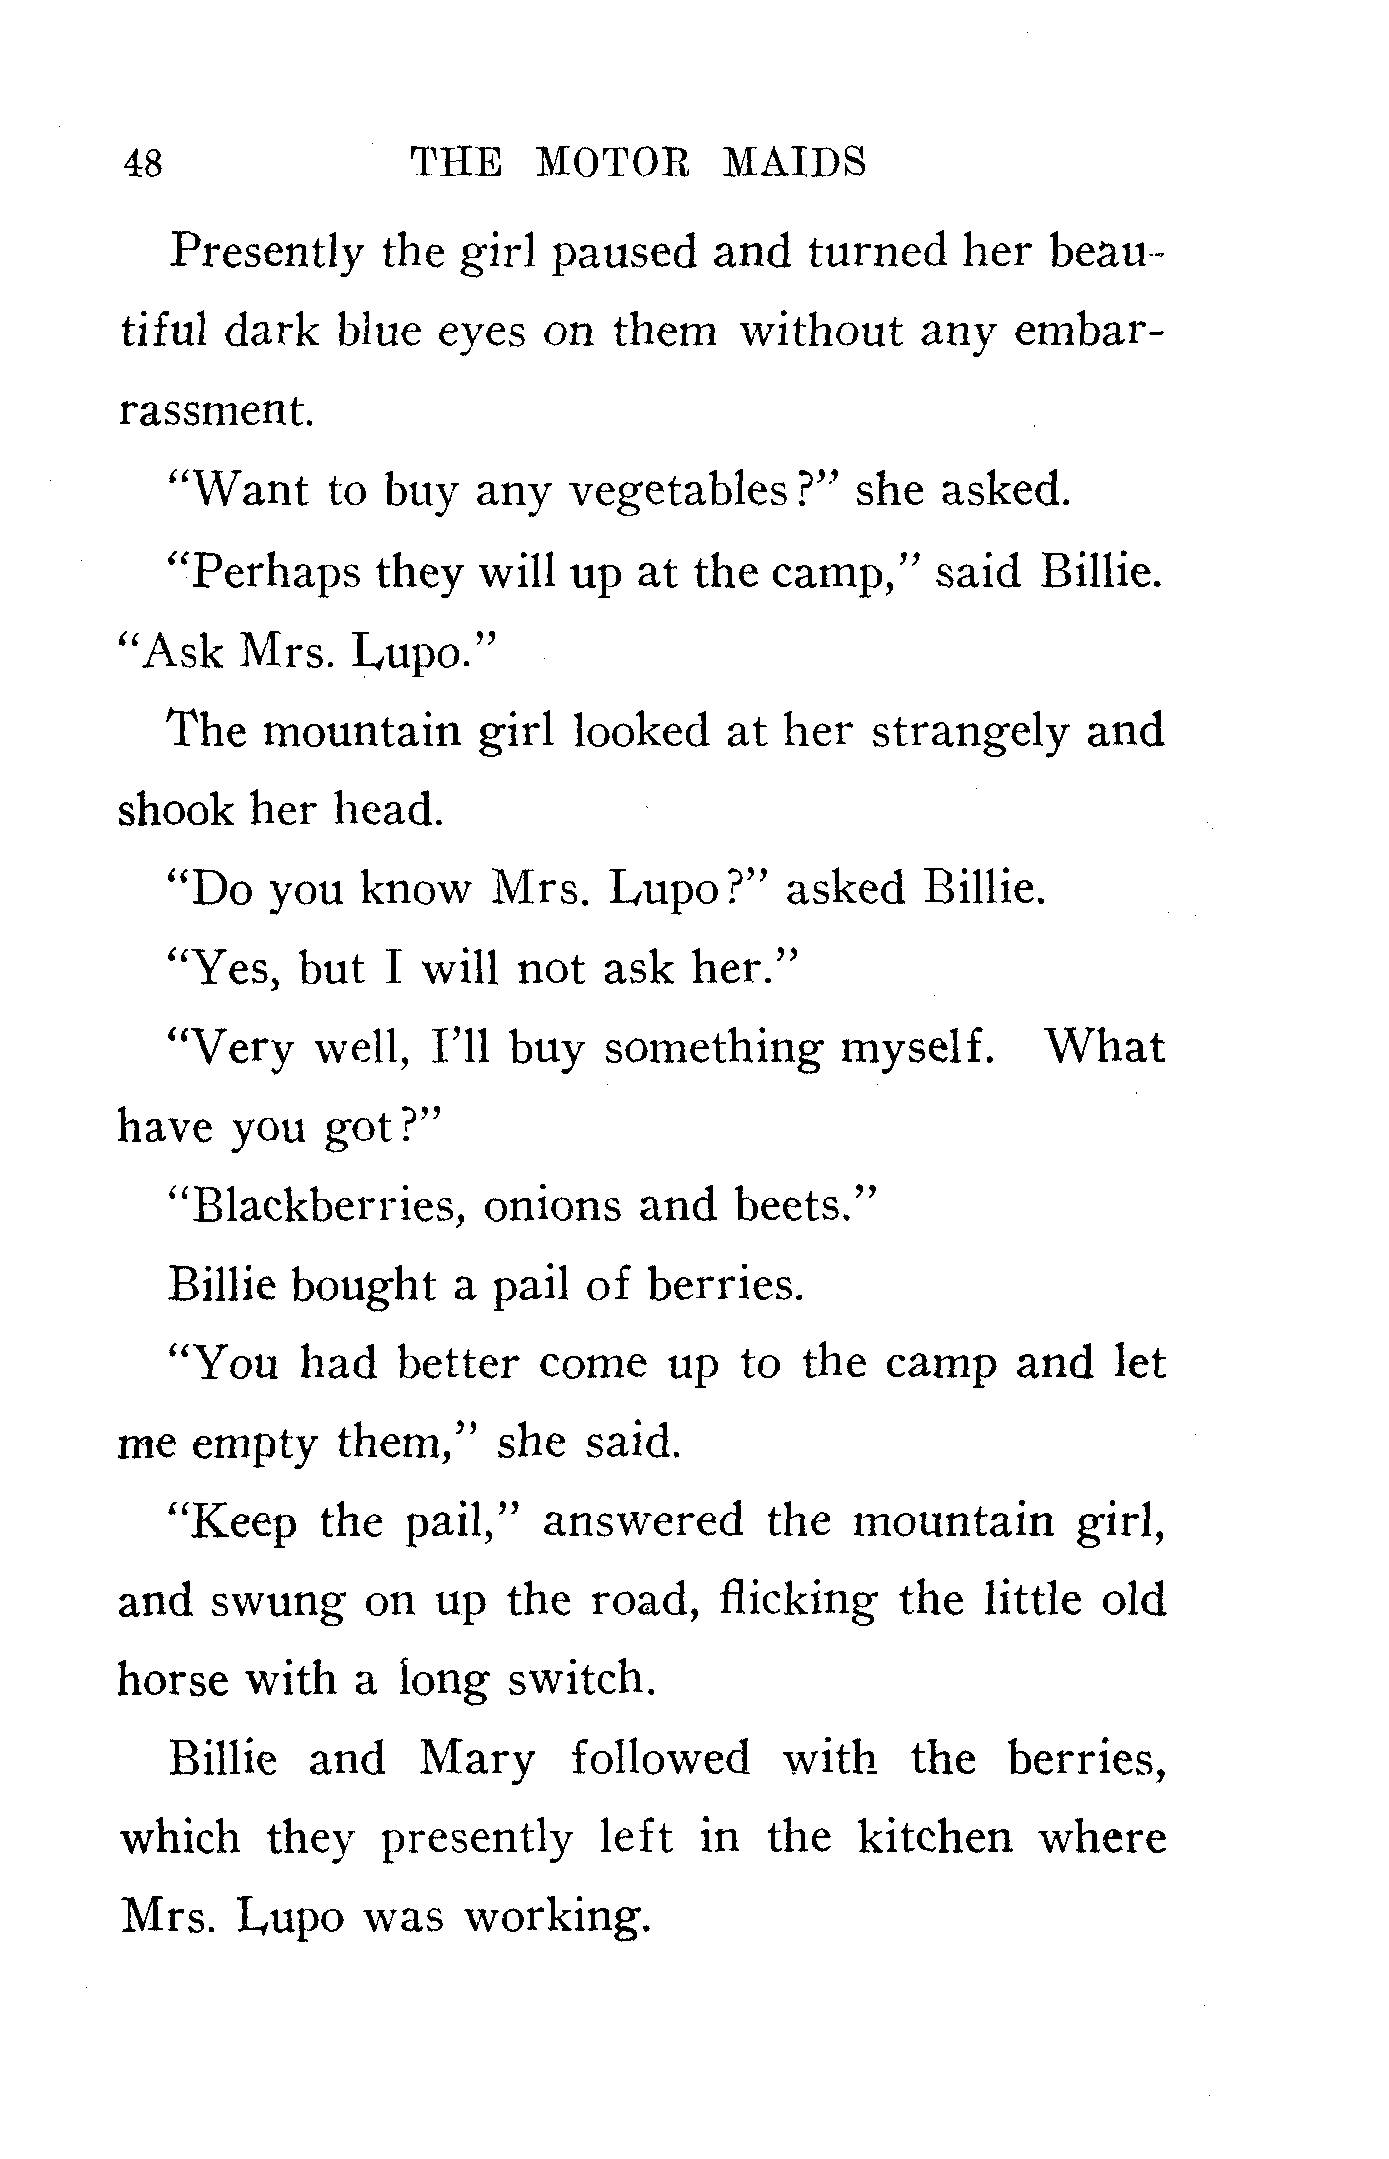 48 THE MOTOR MAIDS
Presently the girl paused and turned her beau-
tiful dark blue eyes on them without any embar-
rassment.
“Want to buy any vegetables?” she asked.
“Perhaps they will up at the camp,” said Billie.
“Ask Mrs. Lupo.”
The mountain girl looked at her strangely and
shook her head.
“Do you know Mrs. Lupo?” asked Billie.
“Yes, but I will not ask her.”
“Very well, I’ll buy something myself. What
have you got?”
“Blackberries, onions and beets.”
Billie bought a pail of berries.
“You had better come up to the camp and let
me empty them,” she said.
“Keep the pail,” answered the mountain girl,
and swung on up the road, flicking the little old
horse with a long switch.
Billie and Mary followed with the berries,
which they presently left in the kitchen where
Mrs. Lupo was working.